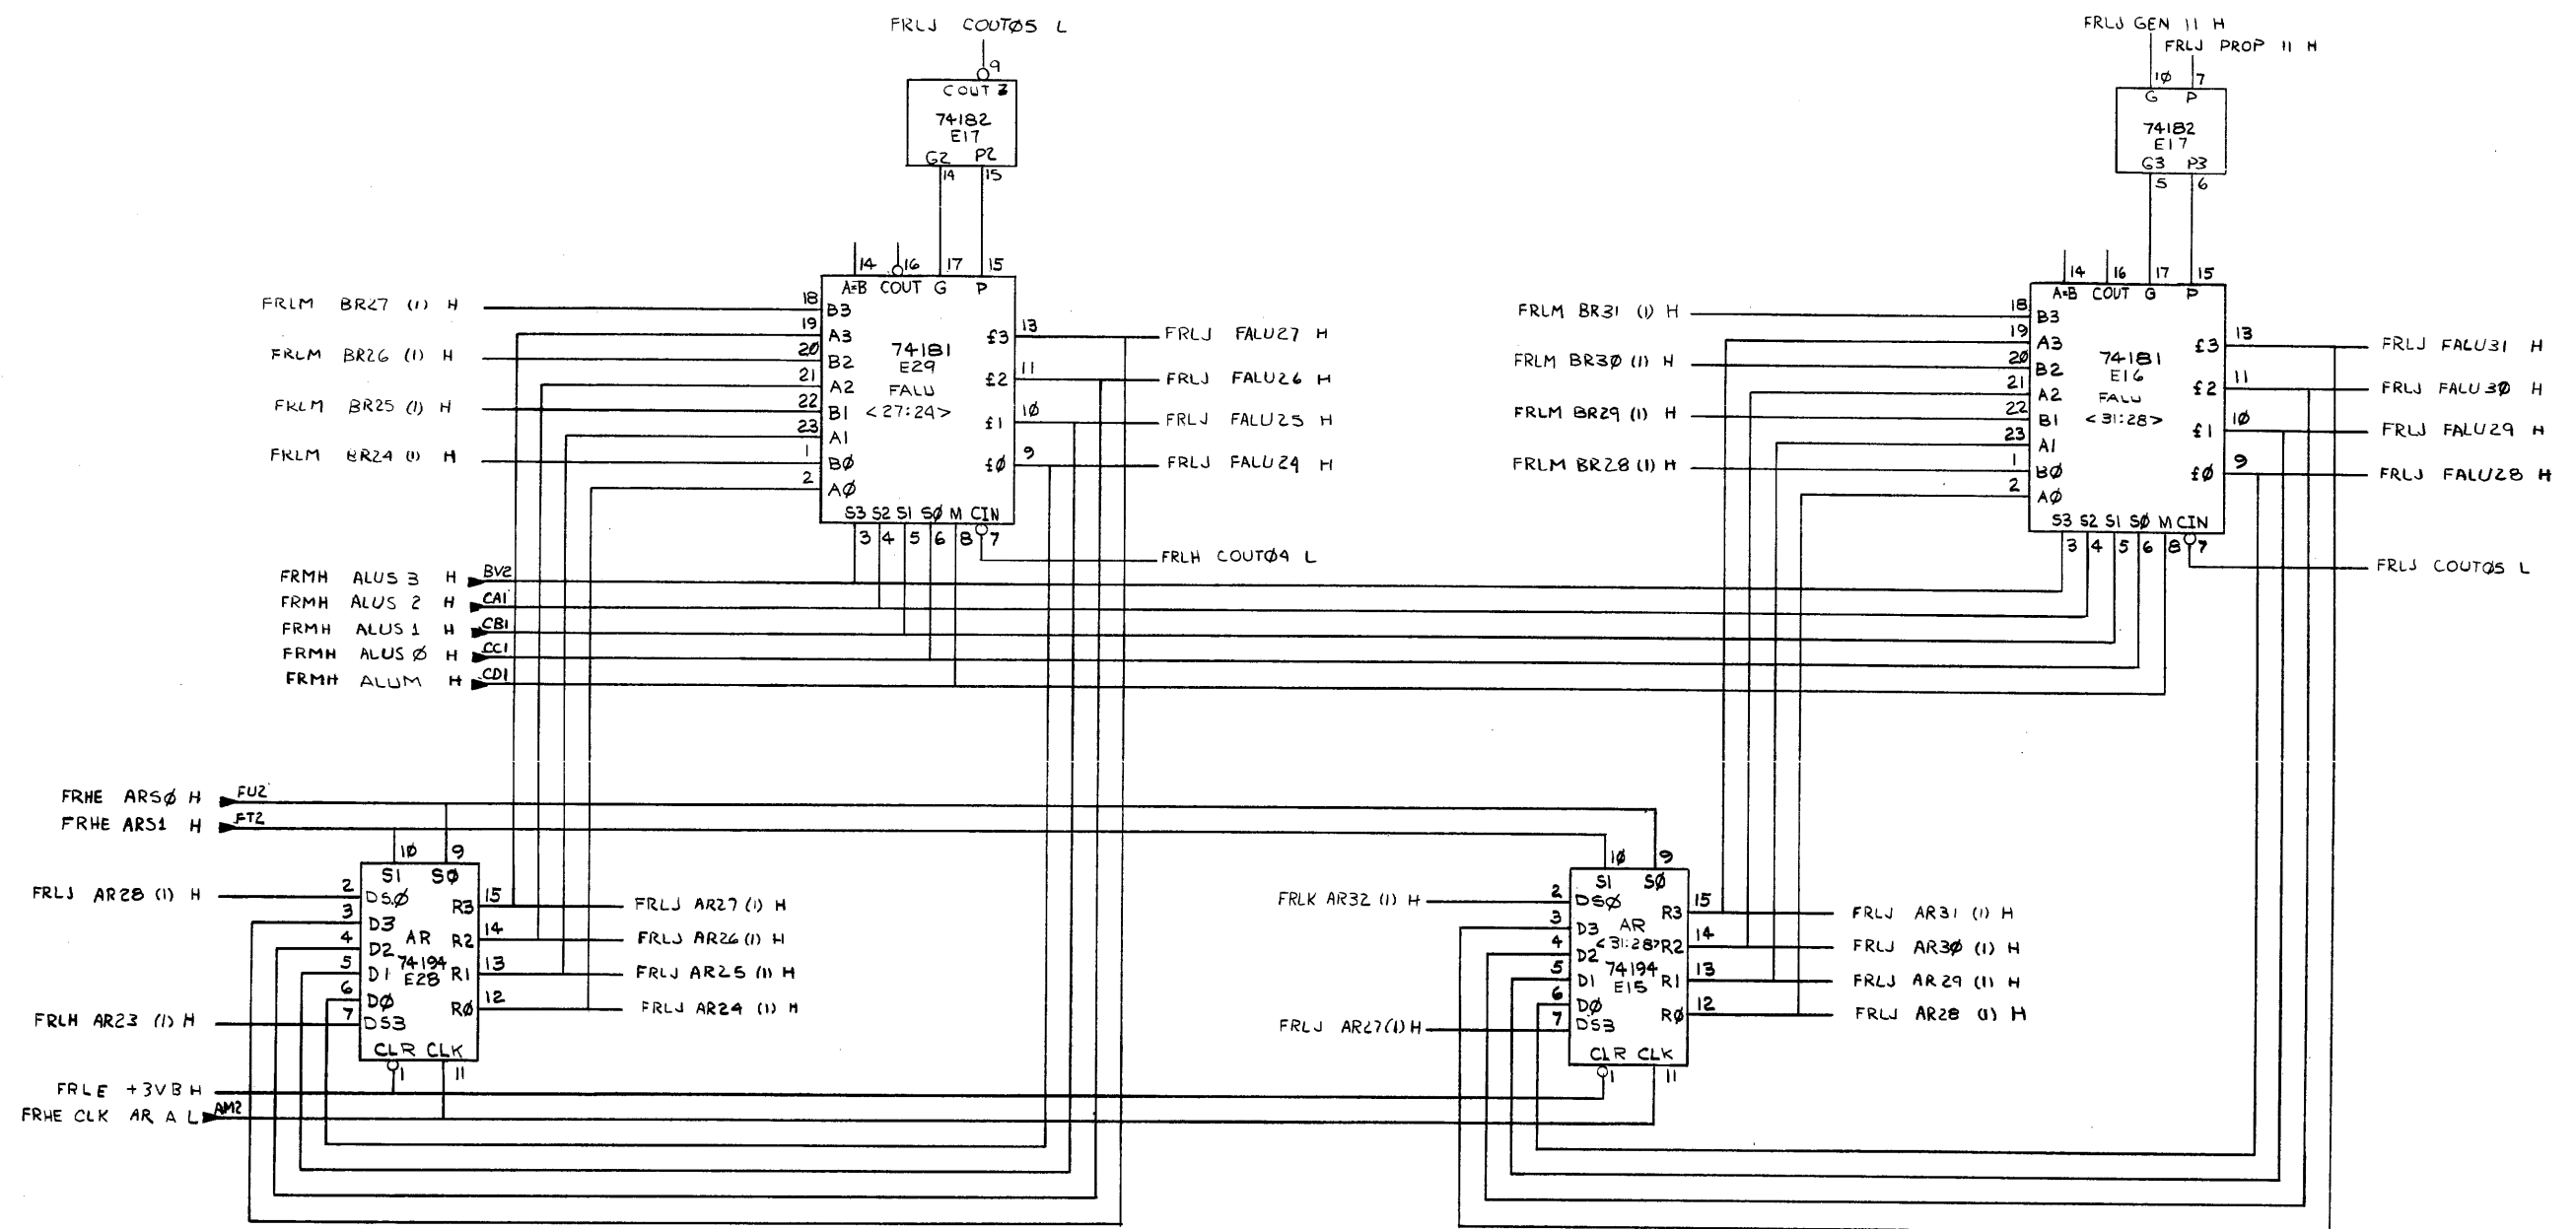 FRLJ COUTØ5 L
9
COUT Z
74182
E17
G2 P2
14 15
14 16 17 15
A=B COUT G P
FRLM BR27 (1) H 18 B3
19 A3
FRLM BR26 (1) H 20 B2
21 A2
FRLM BR25 (1) H 22 B1
23 A1
FRLM BR24 (1) H 1 BØ
2 AØ
74181
E29
FALU
<27:24>
f3 13 FRLJ FALU27 H
f2 11 FRLJ FALU26 H
f1 1Ø FRLJ FALU25 H
fØ 9 FRLJ FALU24 H
S3 S2 S1 SØ M CIN
3 4 5 6 8 7
FRLH COUTØ4 L
FRMH ALUS 3 H BV2
FRMH ALUS 2 H CA1
FRMH ALUS 1 H CB1
FRMH ALUS Ø H CC1
FRMH ALUM H CD1
FRLJ GEN 11 H
FRLJ PROP 11 H
1Ø 7
G P
74182
E17
G3 P3
5 6
14 16 17 15
A=B COUT G P
FRLM BR31 (1) H 18 B3
19 A3
FRLM BR3Ø (1) H 20 B2
21 A2
FRLM BR29 (1) H 22 B1
23 A1
FRLM BR28 (1) H 1 BØ
2 AØ
74181
E16
FALU
<31:28>
f3 13 FRLJ FALU31 H
f2 11 FRLJ FALU3Ø H
f1 1Ø FRLJ FALU29 H
fØ 9 FRLJ FALU28 H
S3 S2 S1 SØ M CIN
3 4 5 6 8 7
FRLJ COUTØ5 L
FRHE ARSØ H FU2
FRHE ARS1 H FT2
1Ø 9
S1 SØ
FRLJ AR28 (1) H 2 DSØ
3 D3
4 D2
5 D1
6 DØ
FRLH AR23 (1) H 7 DS3
AR
74194
E28
R3 15 FRLJ AR27 (1) H
R2 14 FRLJ AR26 (1) H
R1 13 FRLJ AR25 (1) H
RØ 12 FRLJ AR24 (1) H
CLR CLK
1 11
FRLE +3VB H
FRHE CLK AR A L AM2
1Ø 9
S1 SØ
FRLK AR32 (1) H 2 DSØ
3 D3
4 D2
5 D1
6 DØ
FRLJ AR27(1) H 7 DS3
AR
<31:28>
74194
E15
R3 15 FRLJ AR31 (1) H
R2 14 FRLJ AR3Ø (1) H
R1 13 FRLJ AR29 (1) H
RØ 12 FRLJ AR28 (1) H
CLR CLK
1 11